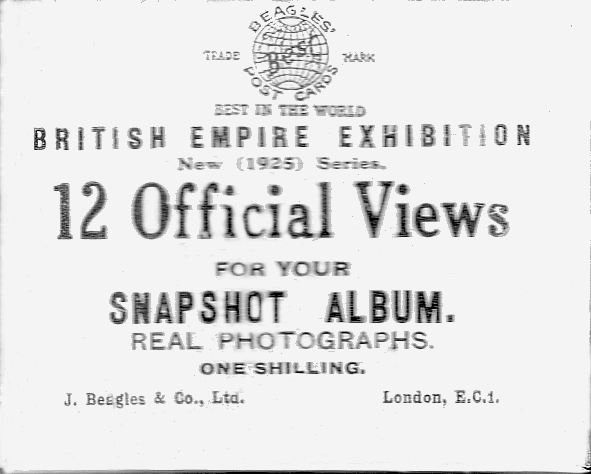 BEAGLES'
TRADE Best MARK
POST CARDS
BEST IN THE WORLD
BRITISH EMPIRE EXHIBITION
New (1925) Series.
12 Official Views
FOR YOUR
SNAPSHOT ALBUM.
REAL PHOTOGRAPHS.
ONE SHILLING.
J. Beagles & Co., Ltd. London, E.C.1.